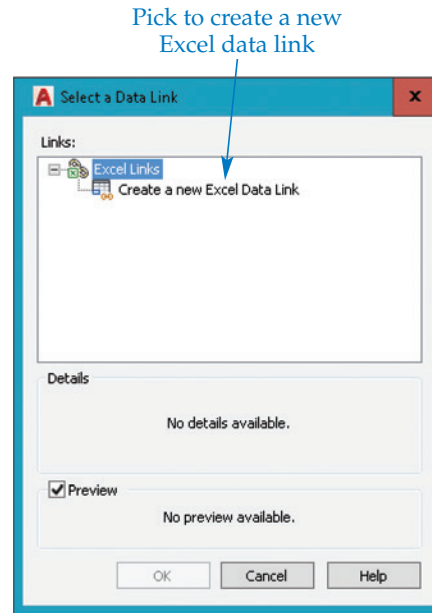 Pick to create a new
Excel data link
Select a Data Link
x
Links:
Excel Links
Create a new Excel Data Link
Details
No details available.
Preview
No preview available.
OK Cancel Help